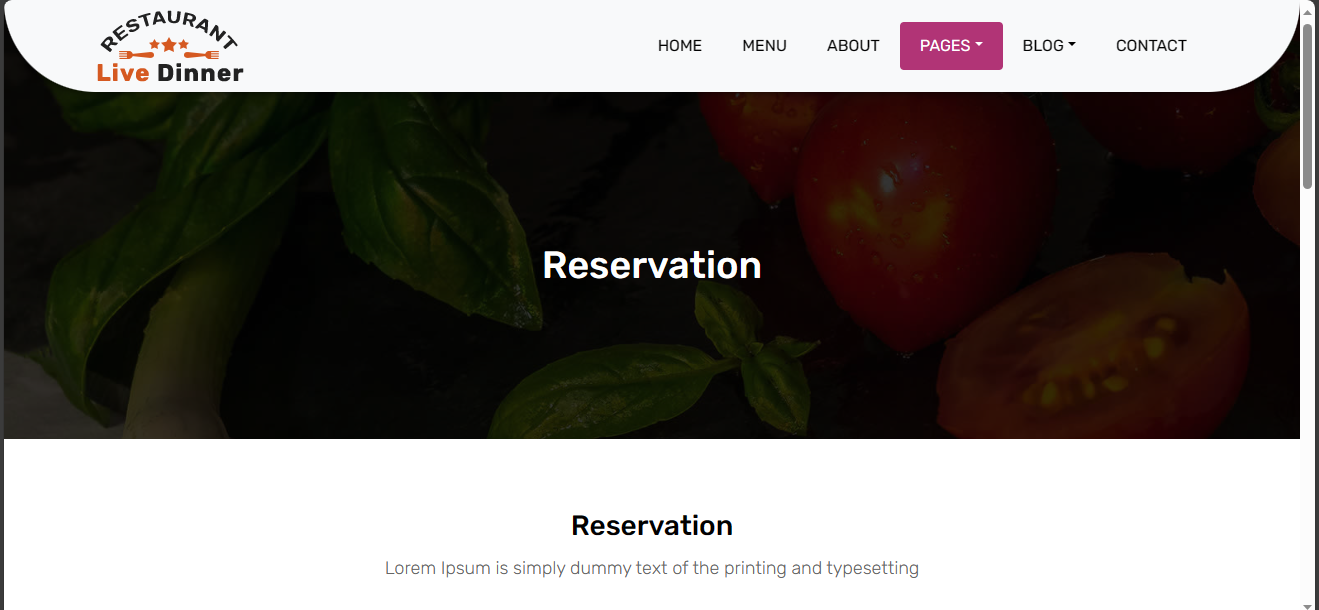 RESTAURANT
Live Dinner
HOME MENU ABOUT PAGES BLOG CONTACT
Reservation
Reservation
Lorem Ipsum is simply dummy text of the printing and typesetting